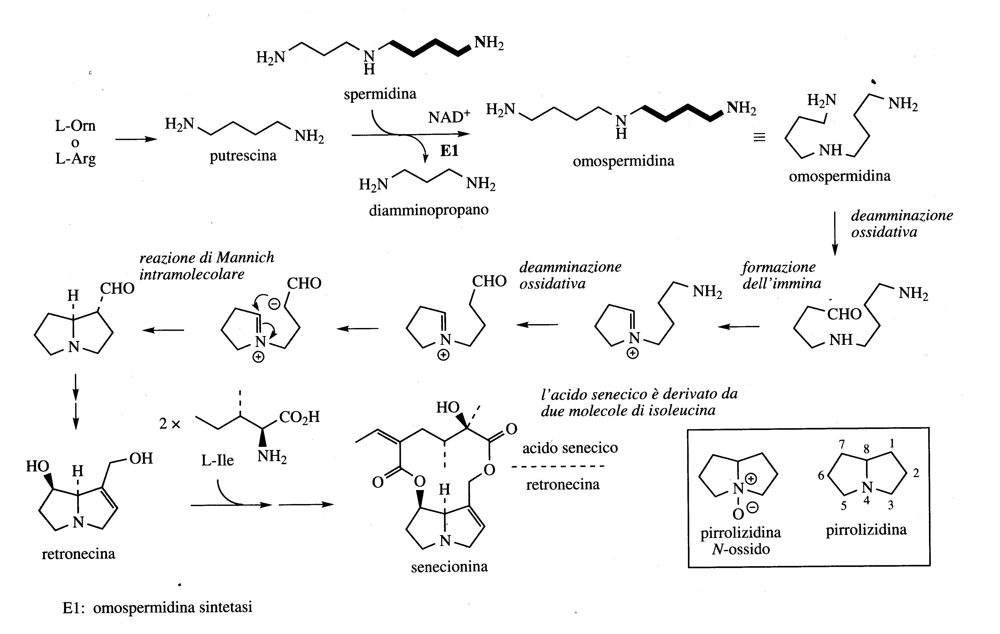 H₂N
N
H
NH₂
spermidina
L-Orn
o
L-Arg
H₂N
NH₂
putrescina
NAD⁺
E1
H₂N
NH₂
diamminopropano
H₂N
N
H
NH₂
omospermidina
≡
H₂N
NH₂
NH
omospermidina
deamminazione
ossidativa
formazione
dell'immina
NH₂
CHO
NH
deamminazione
ossidativa
NH₂
N
⊕
CHO
N
⊕
reazione di Mannich
intramolecolare
CHO
⊖
N
⊕
H
CHO
N
2 ×
CO₂H
NH₂
L-Ile
HO
H
OH
N
retronecina
HO
O
O
O
O
H
N
senecionina
l'acido senecico è derivato da
due molecole di isoleucina
acido senecico
retronecina
N
⊕
O
⊖
pirrolizidina
N-ossido
7
8
1
6
2
N
5
4
3
pirrolizidina
E1: omospermidina sintetasi